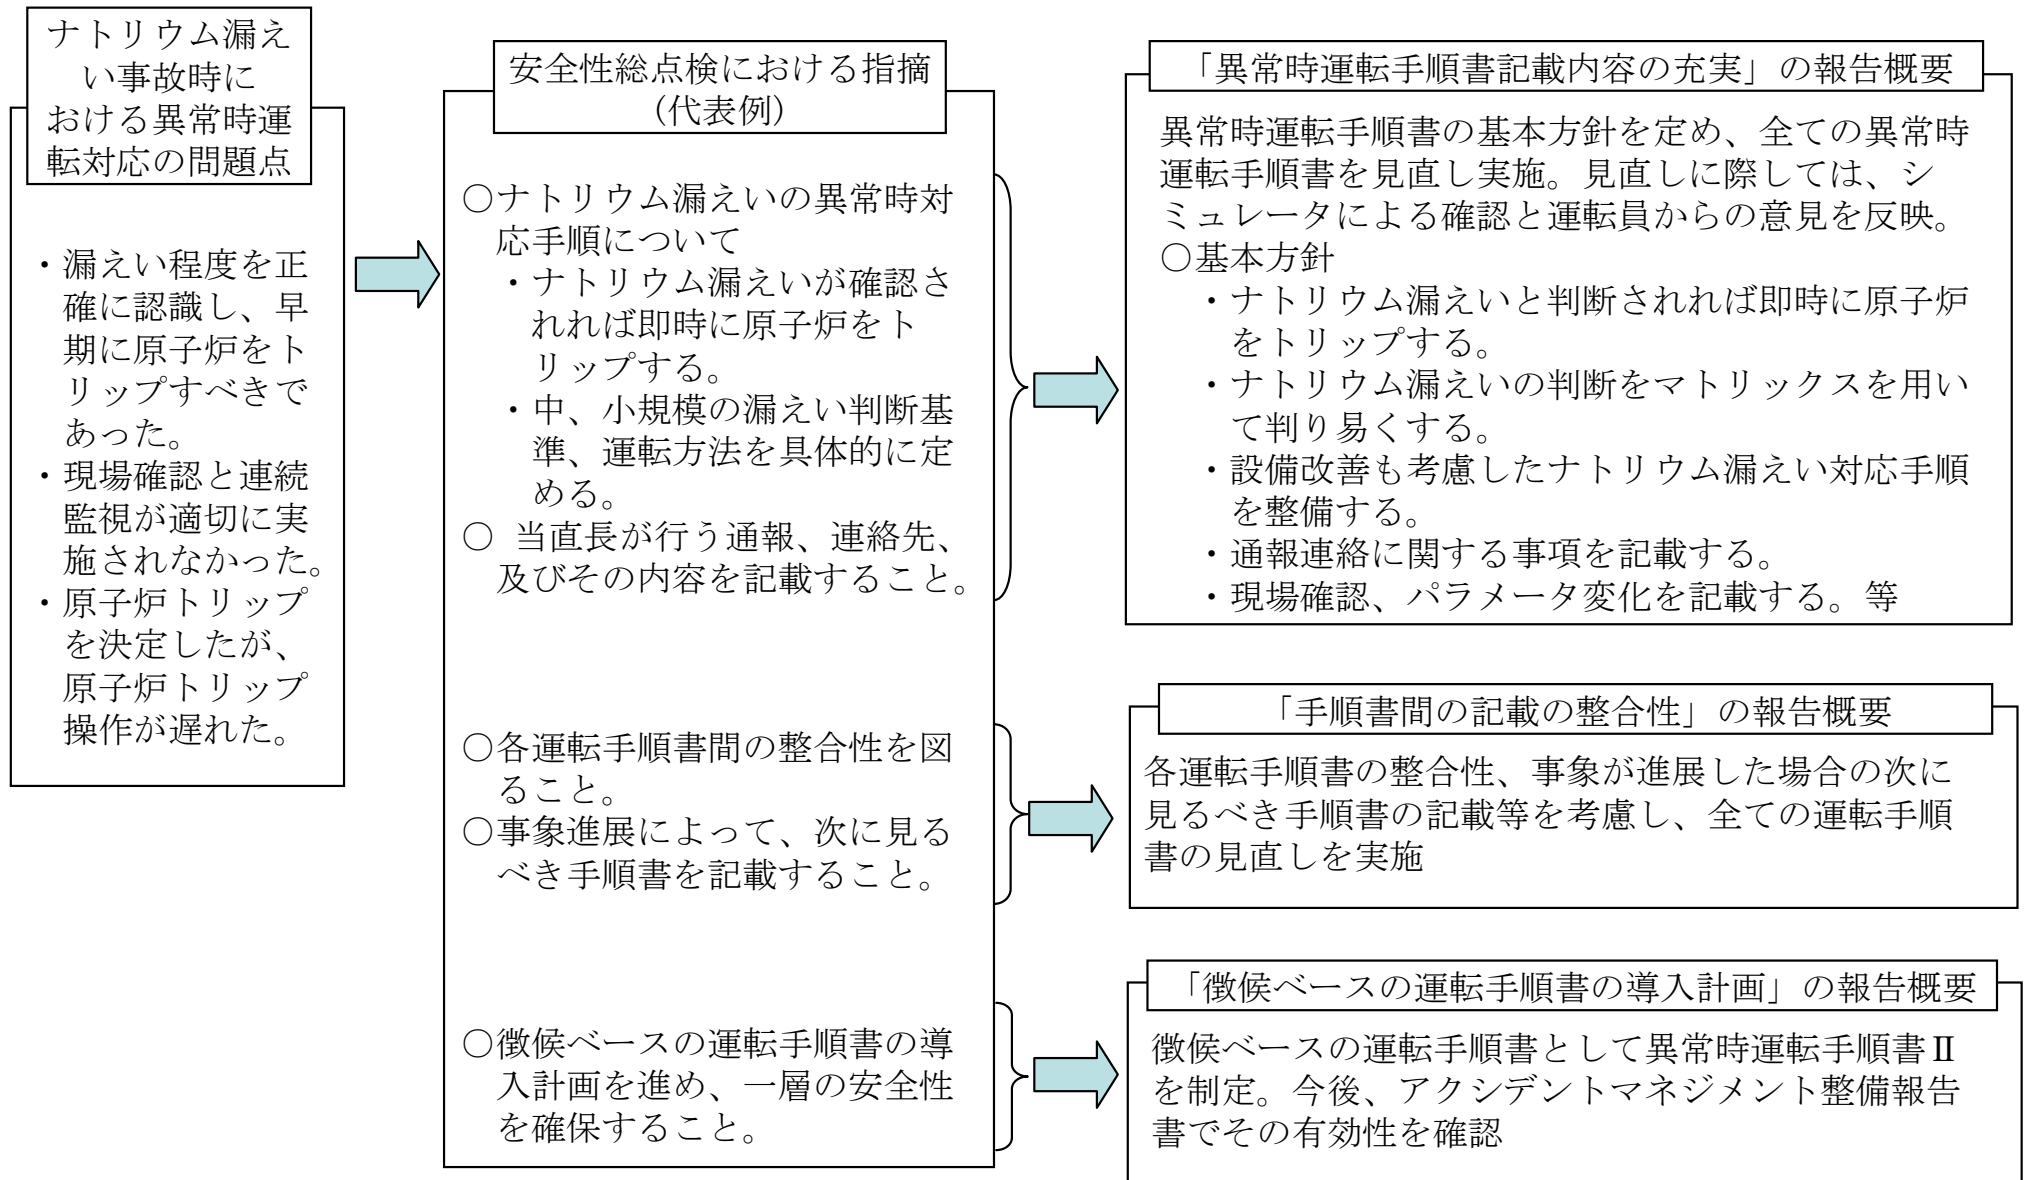 ナトリウム漏え
い事故時に
おける異常時運
転対応の問題点
・漏えい程度を正
確に認識し、早
期に原子炉をト
リップすべきで
あった。
・現場確認と連続
監視が適切に実
施されなかった。
・原子炉トリップ
を決定したが、
原子炉トリップ
操作が遅れた。
安全性総点検における指摘
(代表例)
○ナトリウム漏えいの異常時対
応手順について
・ナトリウム漏えいが確認さ
れれば即時に原子炉をト
リップする。
・中、小規模の漏えい判断基
準、運転方法を具体的に定
める。
○ 当直長が行う通報、連絡先、
及びその内容を記載すること。
○各運転手順書間の整合性を図
ること。
○事象進展によって、次に見る
べき手順書を記載すること。
○徴候ベースの運転手順書の導
入計画を進め、一層の安全性
を確保すること。
「異常時運転手順書記載内容の充実」の報告概要
異常時運転手順書の基本方針を定め、全ての異常時
運転手順書を見直し実施。見直しに際しては、シ
ミュレータによる確認と運転員からの意見を反映。
○基本方針
・ナトリウム漏えいと判断されれば即時に原子炉
をトリップする。
・ナトリウム漏えいの判断をマトリックスを用い
て判り易くする。
・設備改善も考慮したナトリウム漏えい対応手順
を整備する。
・通報連絡に関する事項を記載する。
・現場確認、パラメータ変化を記載する。等
「手順書間の記載の整合性」の報告概要
各運転手順書の整合性、事象が進展した場合の次に
見るべき手順書の記載等を考慮し、全ての運転手順
書の見直しを実施
「徴候ベースの運転手順書の導入計画」の報告概要
徴候ベースの運転手順書として異常時運転手順書Ⅱ
を制定。今後、アクシデントマネジメント整備報告
書でその有効性を確認